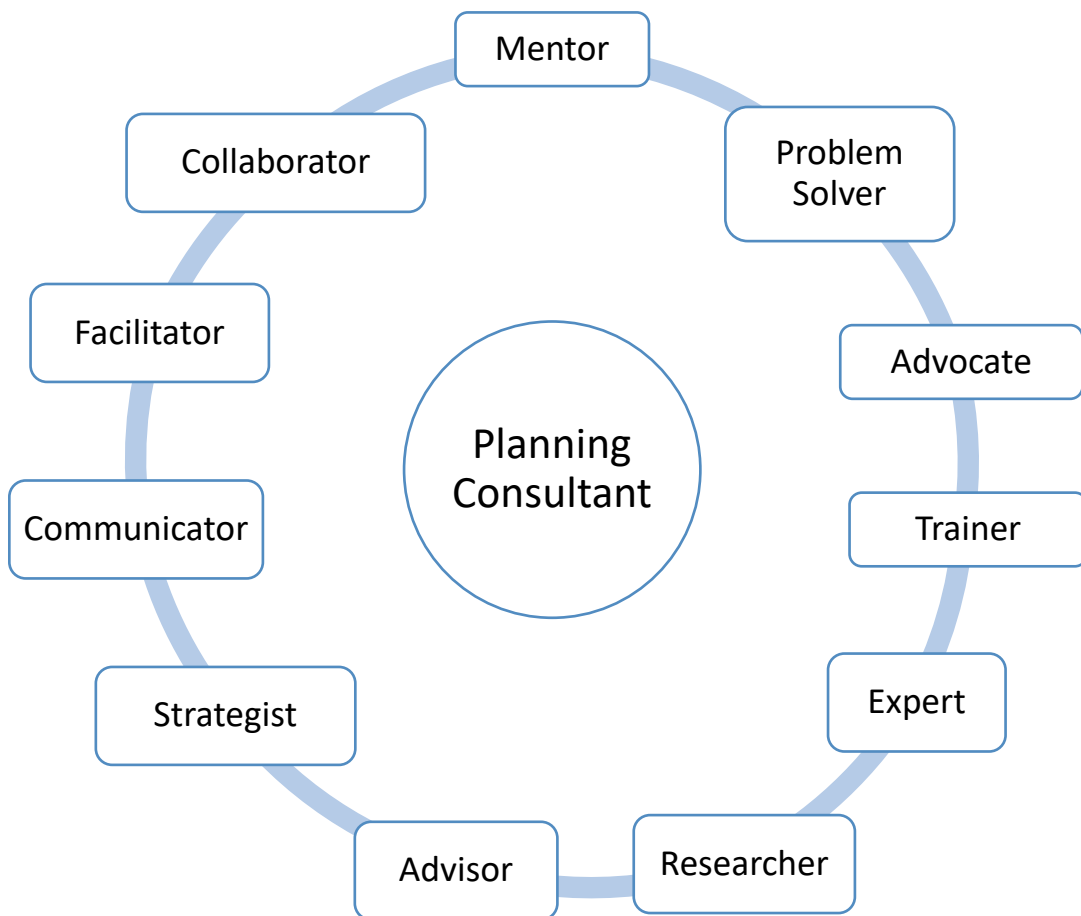 Mentor
Problem
Solver
Advocate
Trainer
Expert
Researcher
Advisor
Strategist
Communicator
Facilitator
Collaborator
Planning
Consultant